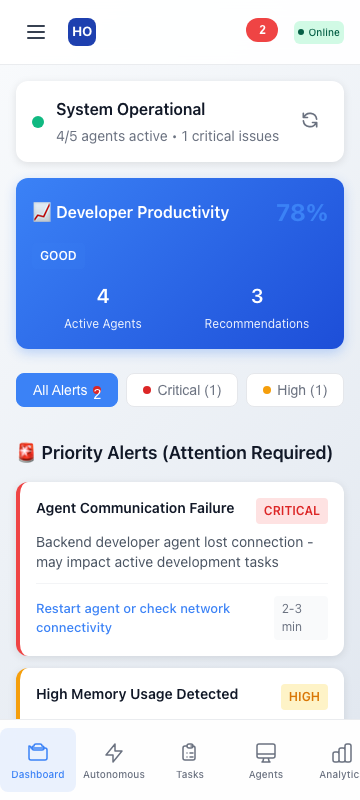 HO
2
Online
System Operational
4/5 agents active • 1 critical issues
Developer Productivity
78%
GOOD
4
3
Active Agents
Recommendations
All Alerts 2
Critical (1)
High (1)
Priority Alerts (Attention Required)
Agent Communication Failure
CRITICAL
Backend developer agent lost connection -
may impact active development tasks
Restart agent or check network
connectivity
2-3
min
High Memory Usage Detected
HIGH
Dashboard
Autonomous
Tasks
Agents
Analytic